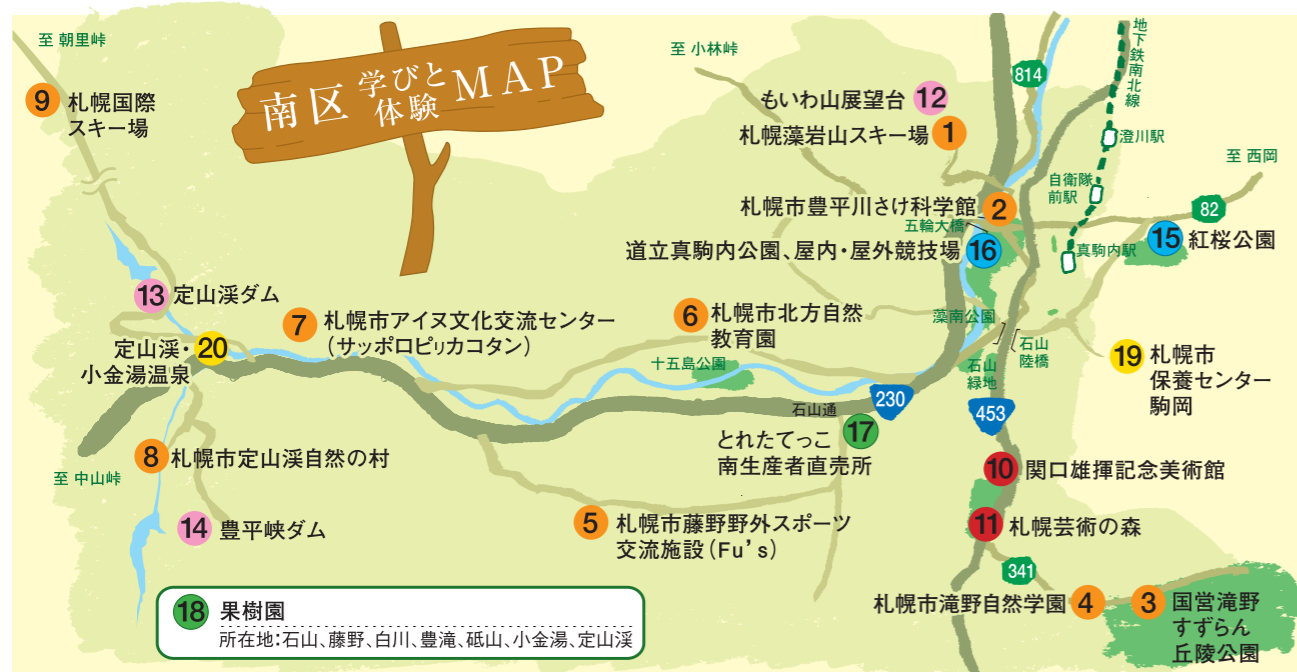 南区 学びと体験 MAP
至 朝里峠
9 札幌国際
スキー場
至 小林峠
もいわ山展望台 12
札幌藻岩山スキー場 1
814
地下鉄南北線
澄川駅
至 西岡
自衛隊
前駅
82
札幌市豊平川さけ科学館 2
五輪大橋
道立真駒内公園、屋内・屋外競技場 16
真駒内駅
15 紅桜公園
13 定山渓ダム
7 札幌市アイヌ文化交流センター
(サッポロピリカコタン)
6 札幌市北方自然
教育園
藻南公園
定山渓・
小金湯温泉
20
十五島公園
石山
緑地
石山
陸橋
19 札幌市
保養センター
駒岡
石山通
230
453
17
とれたてっこ
南生産者直売所
至 中山峠
8 札幌市定山渓自然の村
10 関口雄揮記念美術館
14 豊平峡ダム
5 札幌市藤野野外スポーツ
交流施設(Fu's)
11 札幌芸術の森
341
札幌市滝野自然学園 4
3 国営滝野
すずらん
丘陵公園
18 果樹園
所在地:石山、藤野、白川、豊滝、砥山、小金湯、定山渓